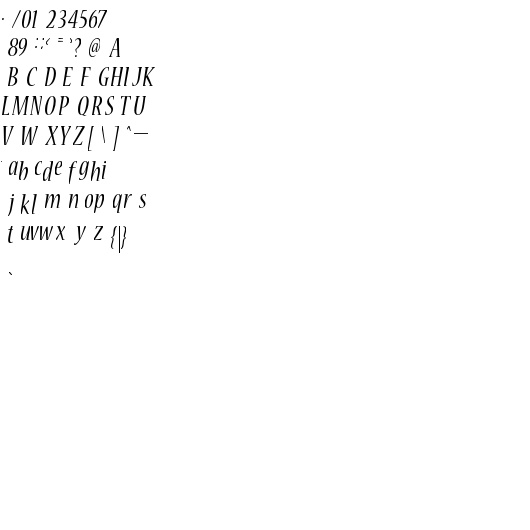 . /01 234567
89 :;< = >? @ A
B C D E F GHIJK
LMNOP QRSTU
V W XYZ[ \ ] ^ _
` ab cde fghi
j kl m n op qr s
t uvwx y z {|}
`